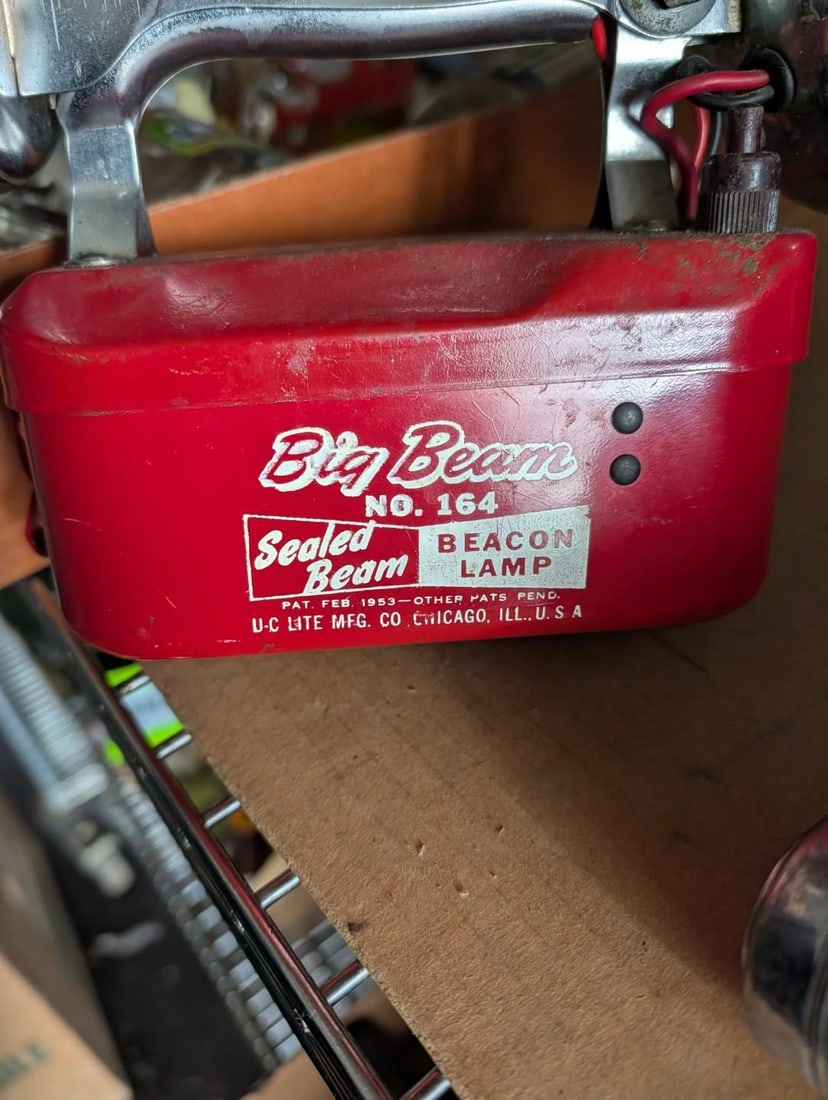 Big Beam
NO. 164
Sealed Beam
BEACON LAMP
PAT. FEB. 1953—OTHER PATS PEND.
U-C LITE MFG. CO. CHICAGO, ILL., U.S.A